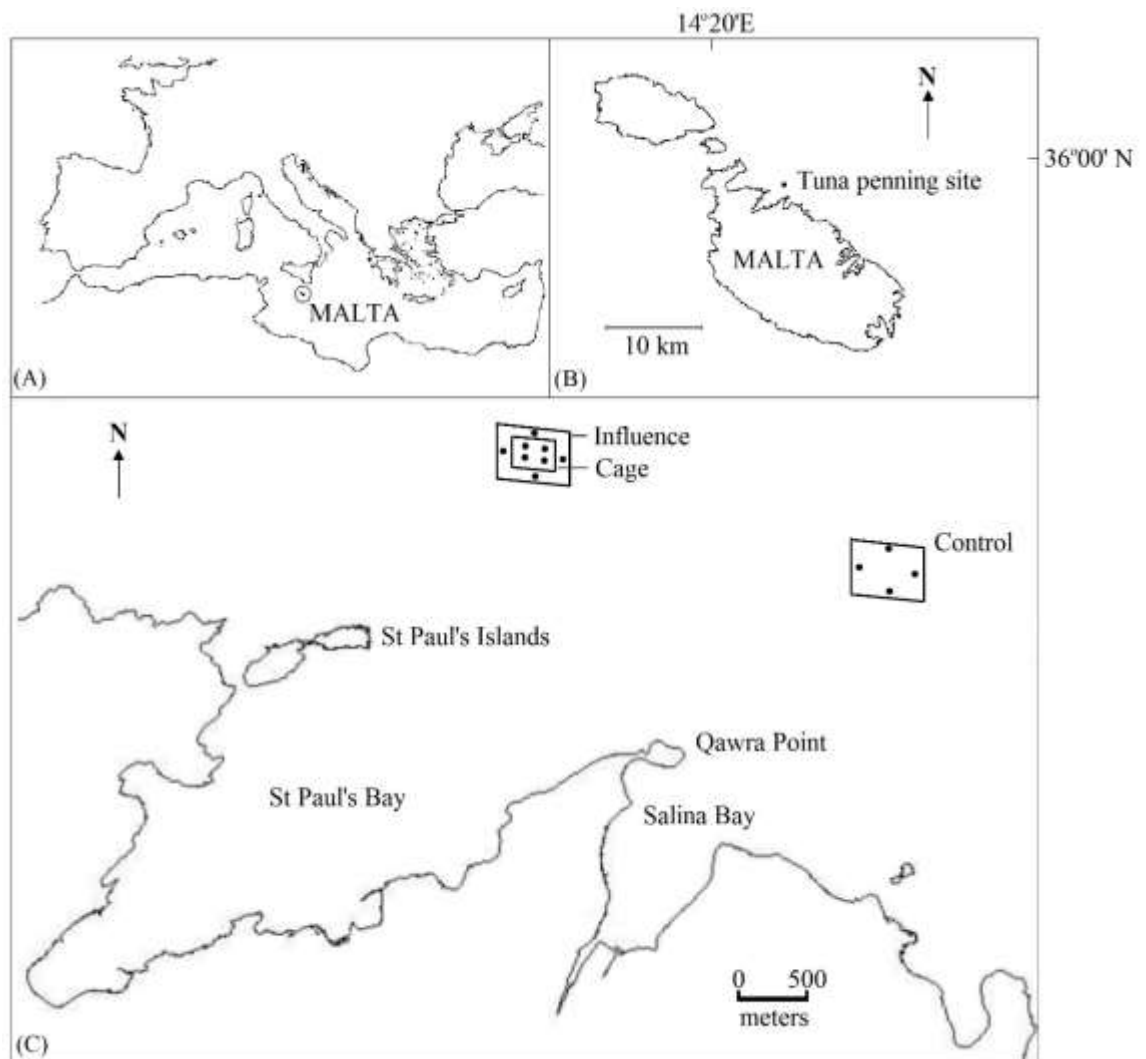 14°20'E
N
36°00' N
Tuna penning site
MALTA
MALTA
10 km
(A)
(B)
N
Influence
Cage
Control
St Paul's Islands
Qawra Point
St Paul's Bay
Salina Bay
0 500
meters
(C)